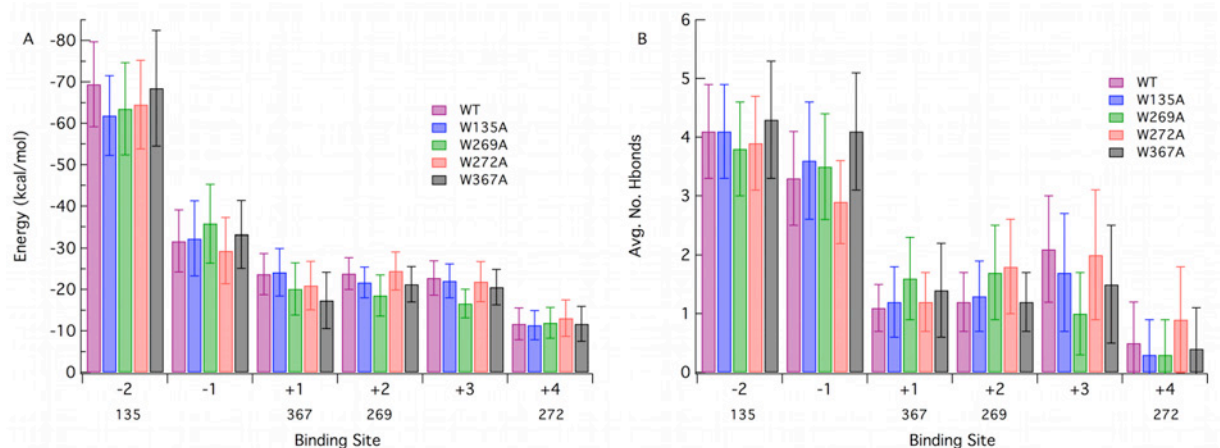 A
Energy (kcal/mol)
-80
-70
-60
-50
-40
-30
-20
-10
0
WT
W135A
W269A
W272A
W367A
-2 -1 +1 +2 +3 +4
135 367 269 272
Binding Site
B
Avg. No. Hbonds
6
5
4
3
2
1
0
WT
W135A
W269A
W272A
W367A
-2 -1 +1 +2 +3 +4
135 367 269 272
Binding Site